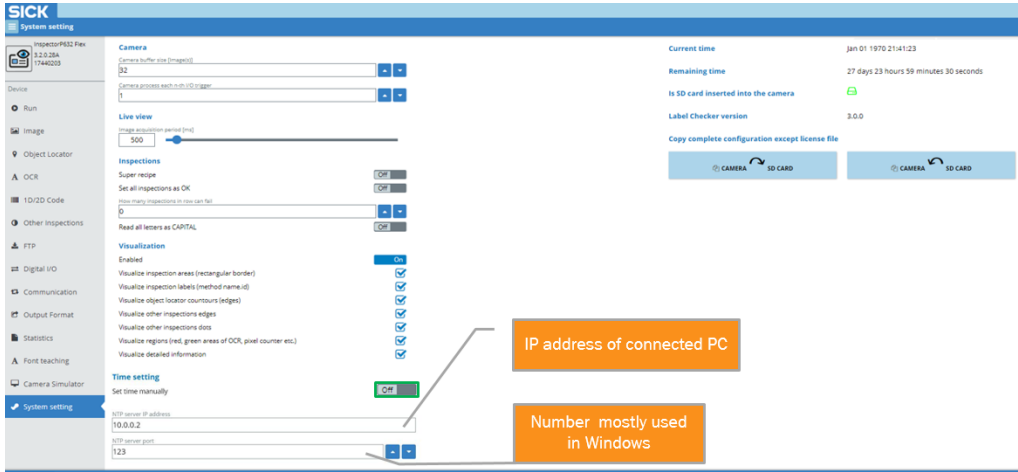 SICK
System setting
InspectorP632 Flex
3.2.0.28A
17440203
Device
Run
Image
Object Locator
OCR
1D/2D Code
Other Inspections
FTP
Digital I/O
Communication
Output Format
Statistics
Font teaching
Camera Simulator
System setting
Camera
Camera buffer size [image(s)]
32
Camera process each n-th I/O trigger
1
Live view
Image acquisition period [ms]
500
Inspections
Super recipe Off
Set all inspections as OK Off
How many inspections in row can fail
0
Read all letters as CAPITAL Off
Visualization
Enabled On
Visualize inspection areas (rectangular border)
Visualize inspection labels (method name.id)
Visualize object locator countours (edges)
Visualize other inspections edges
Visualize other inspections dots
Visualize regions (red, green areas of OCR, pixel counter etc.)
Visualize detailed information
Time setting
Set time manually Off
NTP server IP address
10.0.0.2
NTP server port
123
Current time Jan 01 1970 21:41:23
Remaining time 27 days 23 hours 59 minutes 30 seconds
Is SD card inserted into the camera
Label Checker version 3.0.0
Copy complete configuration except license file
CAMERA SD CARD
CAMERA SD CARD
IP address of connected PC
Number mostly used
in Windows